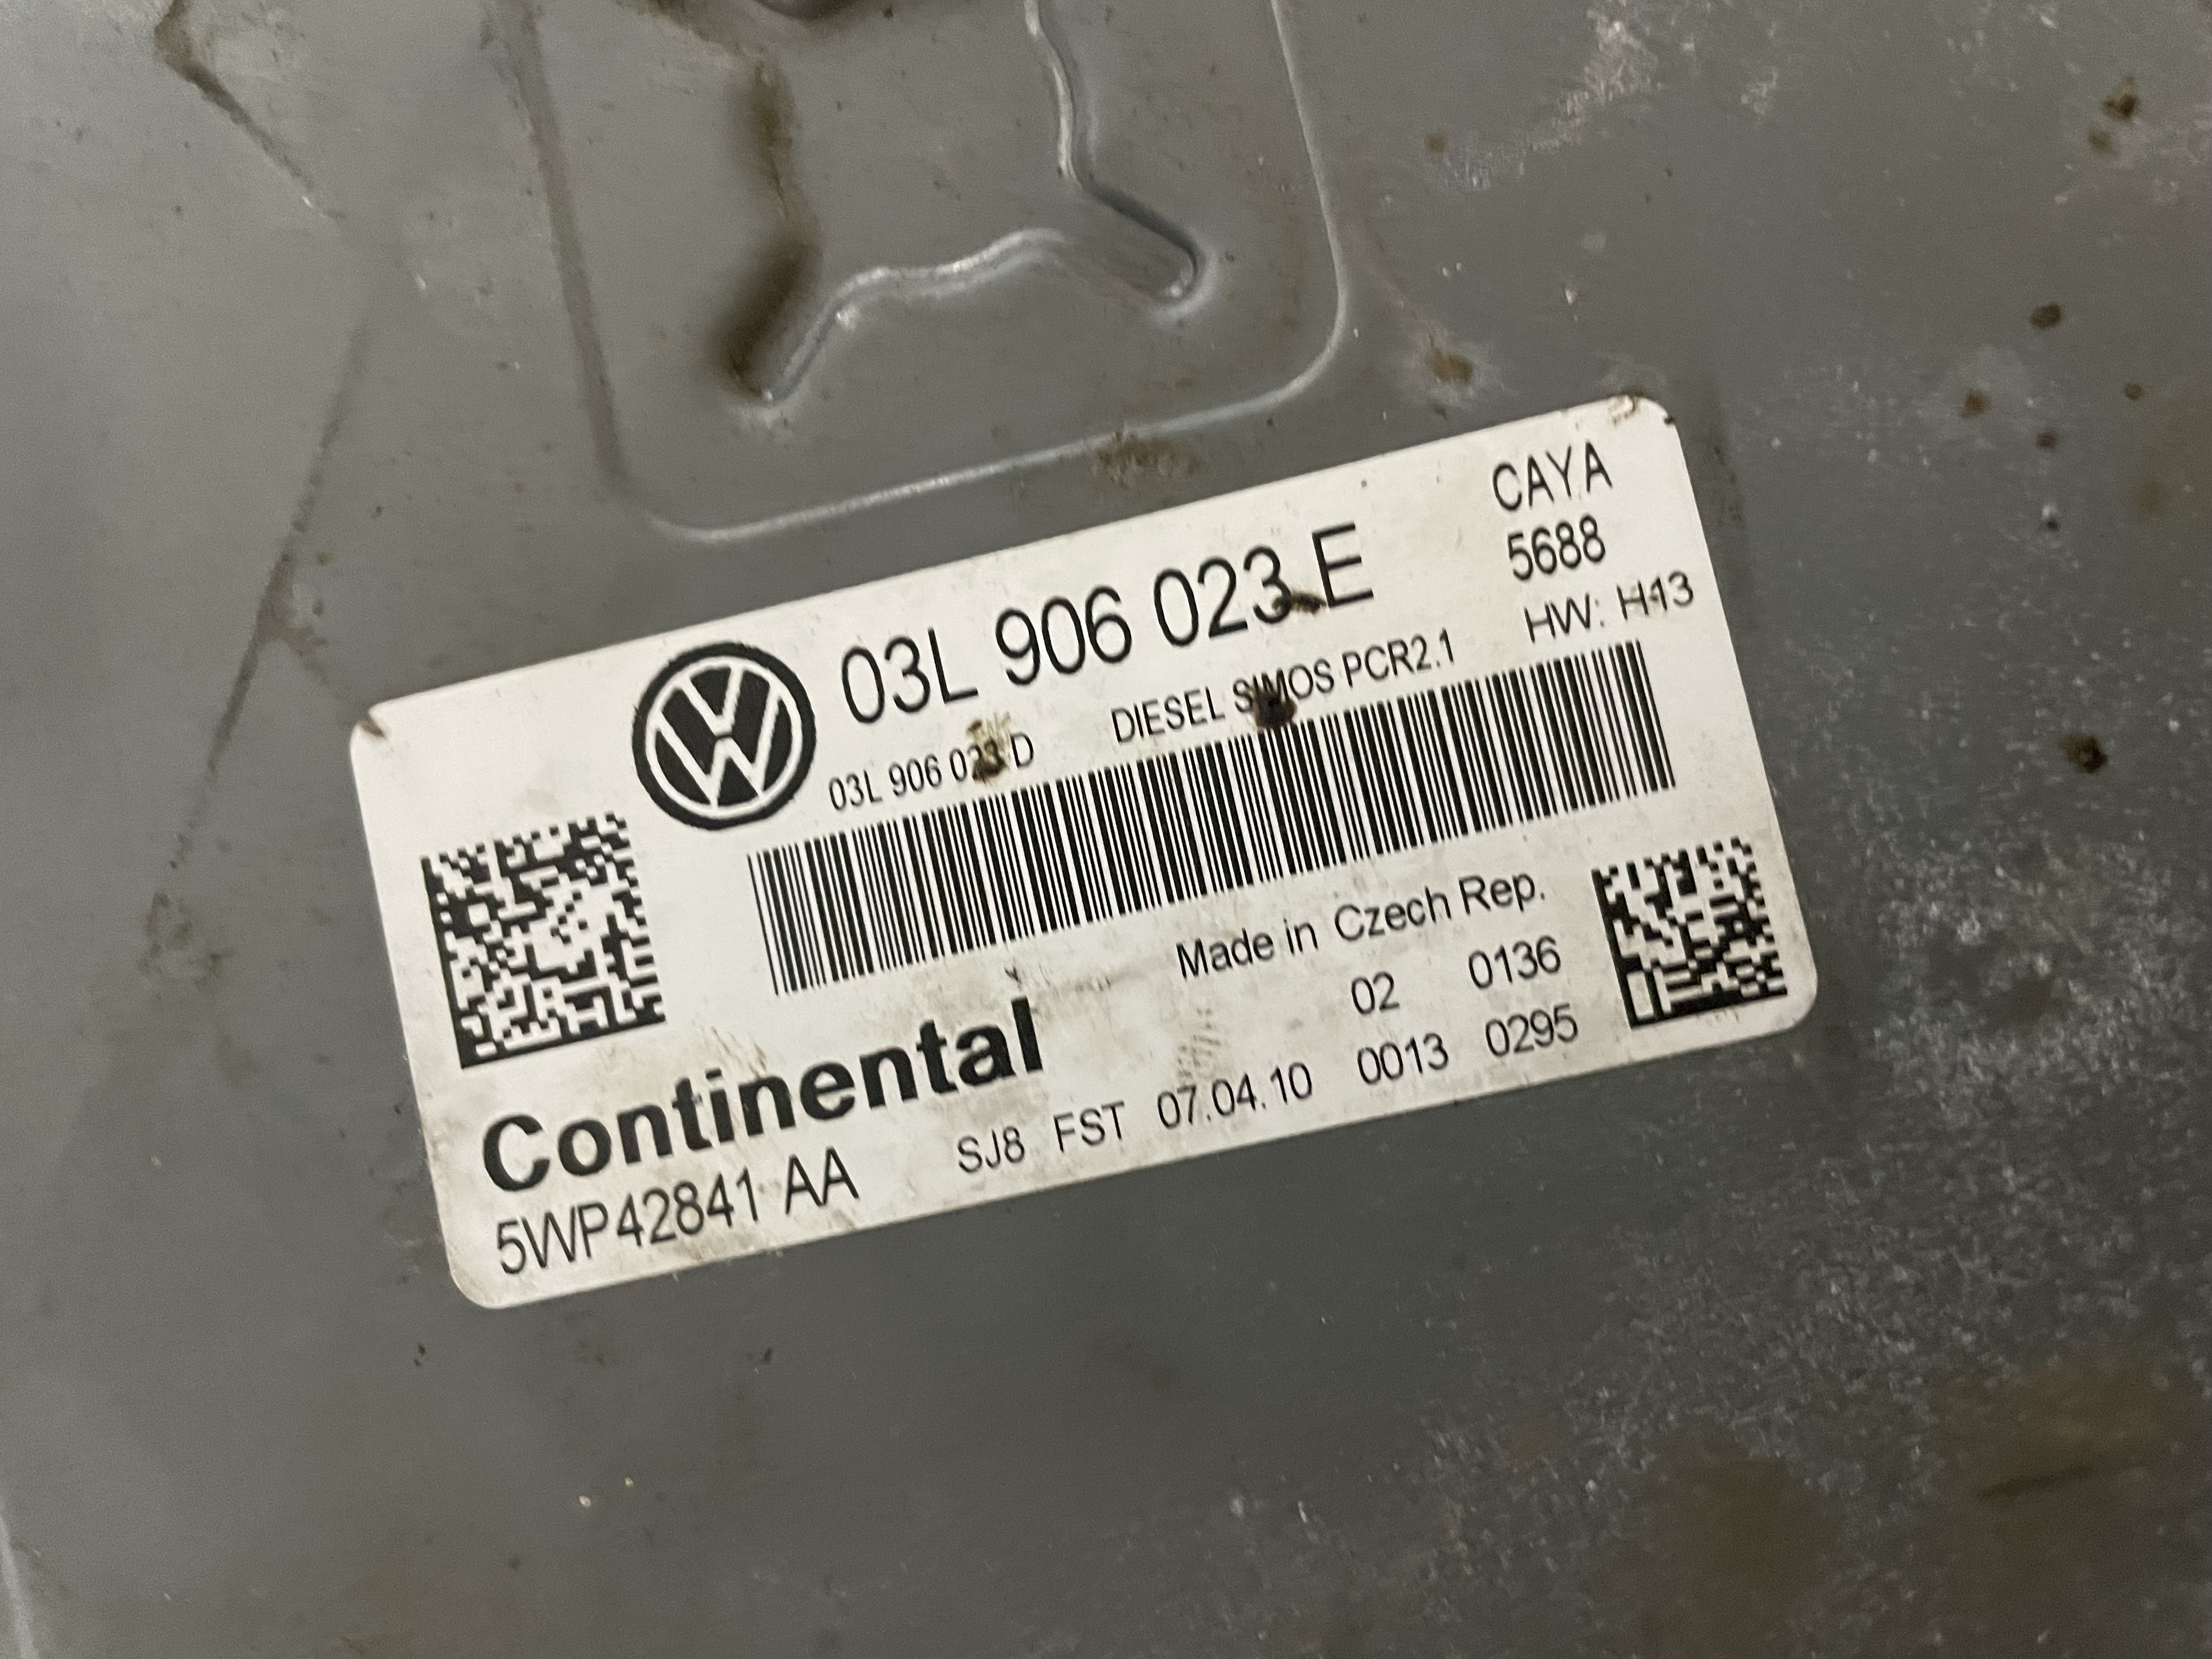 CAYA
03L 906 023 E
5688
03L 906 023 D DIESEL SIMOS PCR2.1 HW: H13
Made in Czech Rep.
02 0136
Continental
5WP42841 AA SJ8 FST 07.04.10 0013 0295